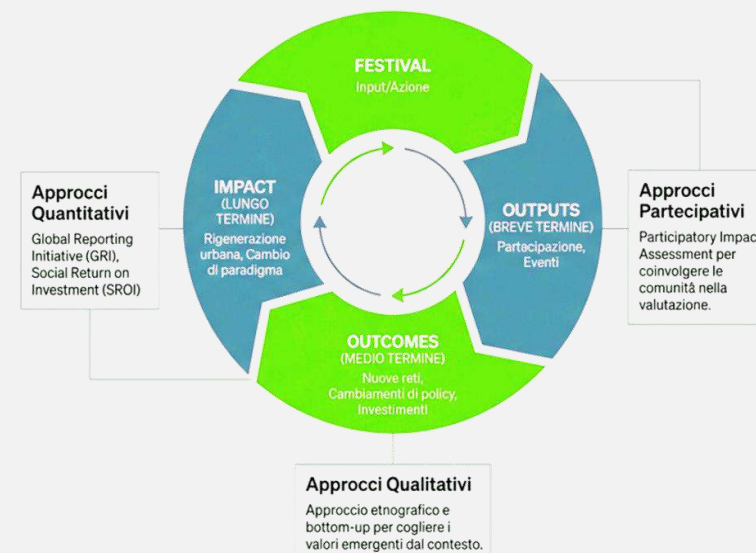 FESTIVAL
Input/Azione
IMPACT
(LUNGO
TERMINE)
Rigenerazione
urbana, Cambio
di paradigma
OUTPUTS
(BREVE TERMINE)
Partecipazione,
Eventi
OUTCOMES
(MEDIO TERMINE)
Nuove reti,
Cambiamenti di policy,
Investimenti
Approcci
Quantitativi
Global Reporting
Initiative (GRI),
Social Return on
Investment (SROI)
Approcci
Partecipativi
Participatory Impac
Assessment per
coinvolgere le
comunità nella
valutazione.
Approcci Qualitativi
Approccio etnografico e
bottom-up per cogliere i
valori emergenti dal contesto.